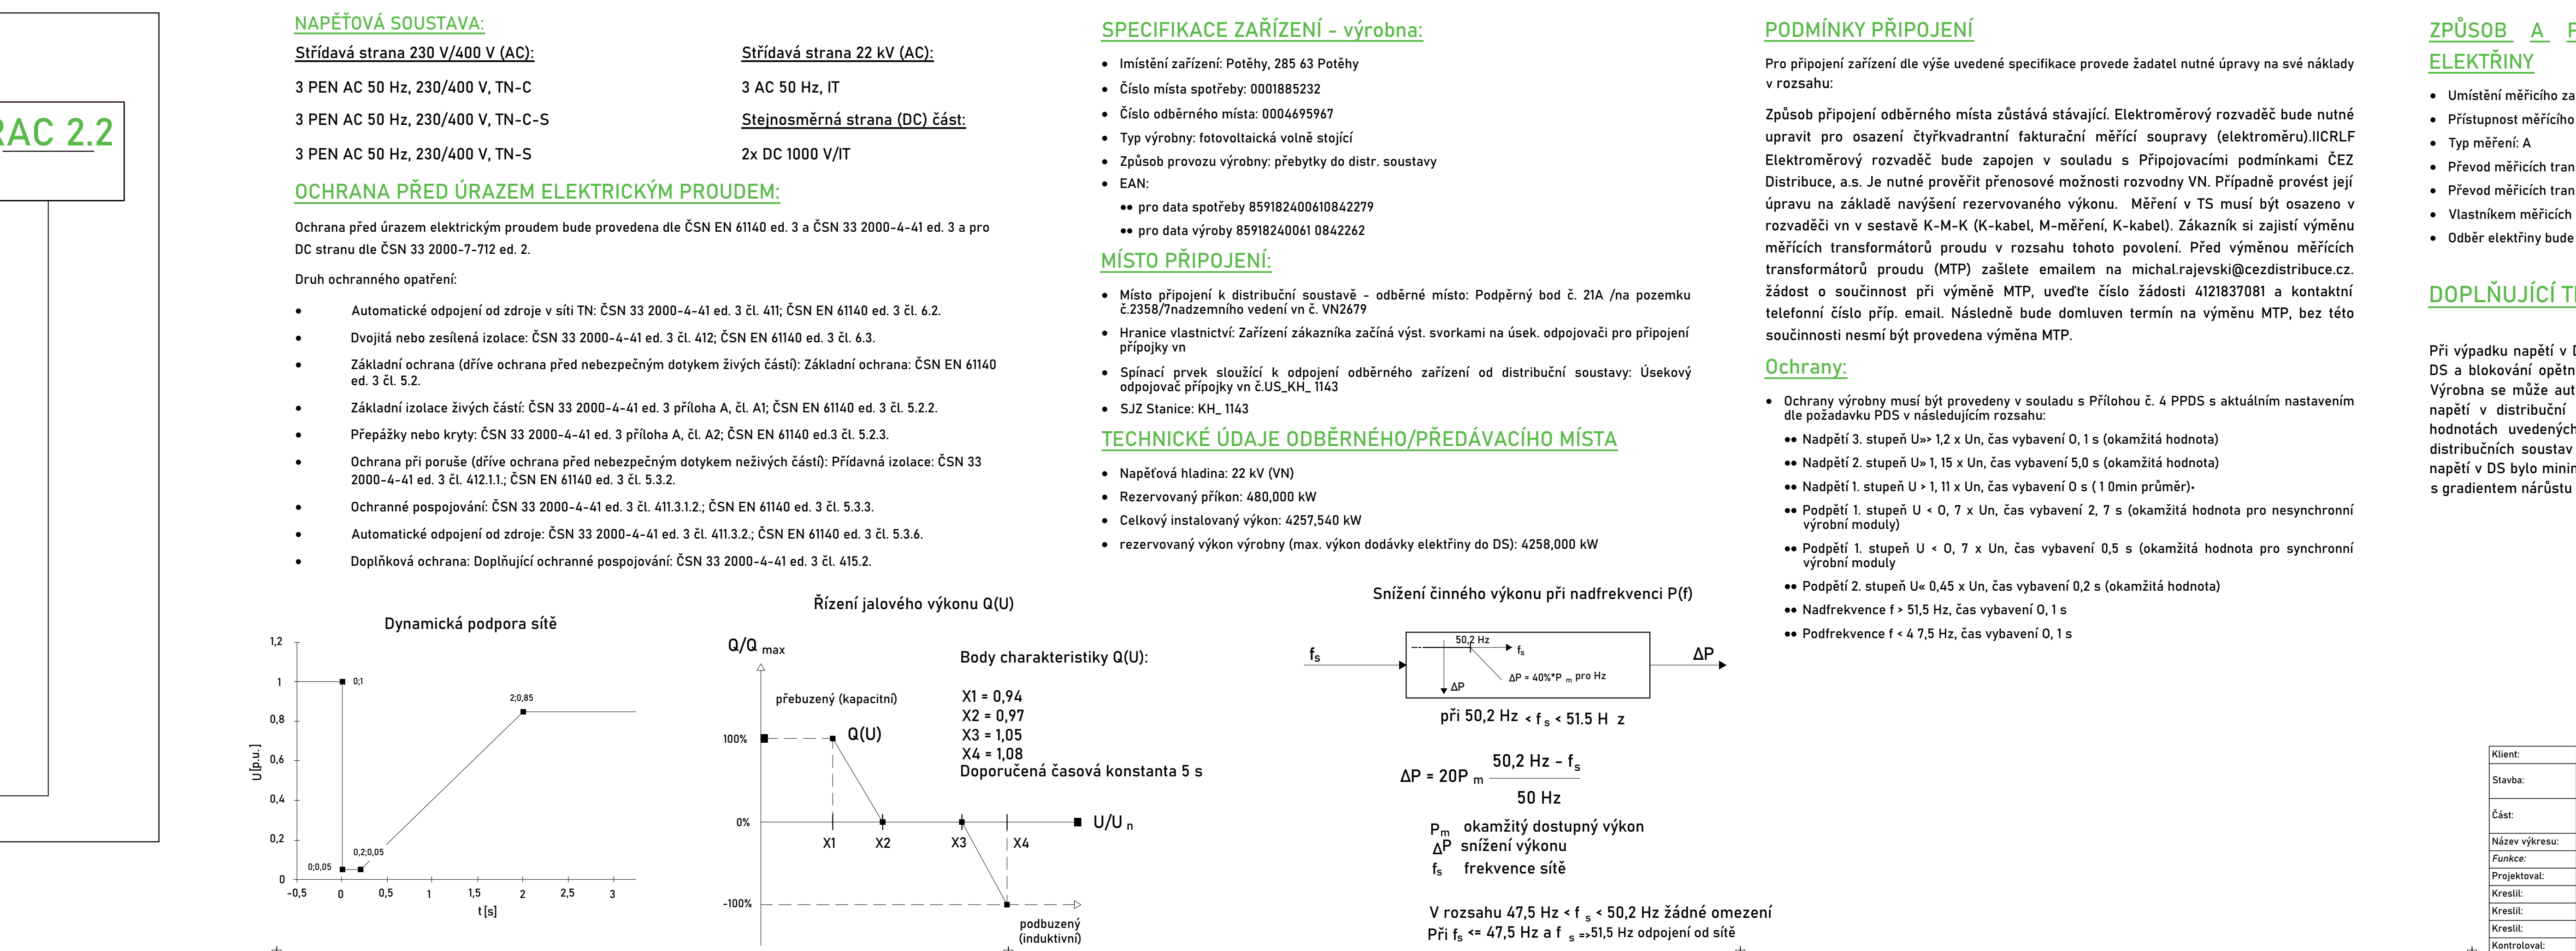 RAC 2.2
NAPĚŤOVÁ SOUSTAVA:
Střídavá strana 230 V/400 V (AC):
3 PEN AC 50 Hz, 230/400 V, TN-C
3 PEN AC 50 Hz, 230/400 V, TN-C-S
3 PEN AC 50 Hz, 230/400 V, TN-S
Střídavá strana 22 kV (AC):
3 AC 50 Hz, IT
Stejnosměrná strana (DC) část:
2x DC 1000 V/IT
OCHRANA PŘED ÚRAZEM ELEKTRICKÝM PROUDEM:
Ochrana před úrazem elektrickým proudem bude provedena dle ČSN EN 61140 ed. 3 a ČSN 33 2000-4-41 ed. 3 a pro
DC stranu dle ČSN 33 2000-7-712 ed. 2.
Druh ochranného opatření:
• Automatické odpojení od zdroje v síti TN: ČSN 33 2000-4-41 ed. 3 čl. 411; ČSN EN 61140 ed. 3 čl. 6.2.
• Dvojitá nebo zesílená izolace: ČSN 33 2000-4-41 ed. 3 čl. 412; ČSN EN 61140 ed. 3 čl. 6.3.
• Základní ochrana (dříve ochrana před nebezpečným dotykem živých částí): Základní ochrana: ČSN EN 61140
ed. 3 čl. 5.2.
• Základní izolace živých částí: ČSN 33 2000-4-41 ed. 3 příloha A, čl. A1; ČSN EN 61140 ed. 3 čl. 5.2.2.
• Přepážky nebo kryty: ČSN 33 2000-4-41 ed. 3 příloha A, čl. A2; ČSN EN 61140 ed.3 čl. 5.2.3.
• Ochrana při poruše (dříve ochrana před nebezpečným dotykem neživých částí): Přídavná izolace: ČSN 33
2000-4-41 ed. 3 čl. 412.1.1.; ČSN EN 61140 ed. 3 čl. 5.3.2.
• Ochranné pospojování: ČSN 33 2000-4-41 ed. 3 čl. 411.3.1.2.; ČSN EN 61140 ed. 3 čl. 5.3.3.
• Automatické odpojení od zdroje: ČSN 33 2000-4-41 ed. 3 čl. 411.3.2.; ČSN EN 61140 ed. 3 čl. 5.3.6.
• Doplňková ochrana: Doplňující ochranné pospojování: ČSN 33 2000-4-41 ed. 3 čl. 415.2.
Dynamická podpora sítě
U [p.u.]
1,2
1
0,8
0,6
0,4
0,2
0
0;1
2;0,85
0,2;0,05
0;0,05
-0,5 0 0,5 1 1,5 2 2,5 3
t [s]
Řízení jalového výkonu Q(U)
Q/Q max
přebuzený (kapacitní)
100%
Q(U)
0%
X1 X2 X3 X4
U/U n
-100%
podbuzený
(induktivní)
Body charakteristiky Q(U):
X1 = 0,94
X2 = 0,97
X3 = 1,05
X4 = 1,08
Doporučená časová konstanta 5 s
SPECIFIKACE ZAŘÍZENÍ - výrobna:
• Imístění zařízení: Potěhy, 285 63 Potěhy
• Číslo místa spotřeby: 0001885232
• Číslo odběrného místa: 0004695967
• Typ výrobny: fotovoltaická volně stojící
• Způsob provozu výrobny: přebytky do distr. soustavy
• EAN:
•• pro data spotřeby 859182400610842279
•• pro data výroby 85918240061 0842262
MÍSTO PŘIPOJENÍ:
• Místo připojení k distribuční soustavě - odběrné místo: Podpěrný bod č. 21A /na pozemku
č.2358/7nadzemního vedení vn č. VN2679
• Hranice vlastnictví: Zařízení zákazníka začíná výst. svorkami na úsek. odpojovači pro připojení
přípojky vn
• Spínací prvek sloužící k odpojení odběrného zařízení od distribuční soustavy: Úsekový
odpojovač přípojky vn č.US_KH_ 1143
• SJZ Stanice: KH_ 1143
TECHNICKÉ ÚDAJE ODBĚRNÉHO/PŘEDÁVACÍHO MÍSTA
• Napěťová hladina: 22 kV (VN)
• Rezervovaný příkon: 480,000 kW
• Celkový instalovaný výkon: 4257,540 kW
• rezervovaný výkon výrobny (max. výkon dodávky elektřiny do DS): 4258,000 kW
Snížení činného výkonu při nadfrekvenci P(f)
fs
50,2 Hz
fs
ΔP
ΔP = 40%*P m pro Hz
ΔP
při 50,2 Hz < f s < 51.5 H z
ΔP = 20P m
50,2 Hz - fs
50 Hz
Pm okamžitý dostupný výkon
ΔP snížení výkonu
fs frekvence sítě
V rozsahu 47,5 Hz < f s < 50,2 Hz žádné omezení
Při fs <= 47,5 Hz a f s =>51,5 Hz odpojení od sítě
PODMÍNKY PŘIPOJENÍ
Pro připojení zařízení dle výše uvedené specifikace provede žadatel nutné úpravy na své náklady
v rozsahu:
Způsob připojení odběrného místa zůstává stávající. Elektroměrový rozvaděč bude nutné
upravit pro osazení čtyřkvadrantní fakturační měřící soupravy (elektroměru).IICRLF
Elektroměrový rozvaděč bude zapojen v souladu s Připojovacími podmínkami ČEZ
Distribuce, a.s. Je nutné prověřit přenosové možnosti rozvodny VN. Případně provést její
úpravu na základě navýšení rezervovaného výkonu. Měření v TS musí být osazeno v
rozvaděči vn v sestavě K-M-K (K-kabel, M-měření, K-kabel). Zákazník si zajistí výměnu
měřících transformátorů proudu v rozsahu tohoto povolení. Před výměnou měřících
transformátorů proudu (MTP) zašlete emailem na michal.rajevski@cezdistribuce.cz.
žádost o součinnost při výměně MTP, uveďte číslo žádosti 4121837081 a kontaktní
telefonní číslo příp. email. Následně bude domluven termín na výměnu MTP, bez této
součinnosti nesmí být provedena výměna MTP.
Ochrany:
• Ochrany výrobny musí být provedeny v souladu s Přílohou č. 4 PPDS s aktuálním nastavením
dle požadavku PDS v následujícím rozsahu:
•• Nadpětí 3. stupeň U»> 1,2 x Un, čas vybavení O, 1 s (okamžitá hodnota)
•• Nadpětí 2. stupeň U» 1, 15 x Un, čas vybavení 5,0 s (okamžitá hodnota)
•• Nadpětí 1. stupeň U > 1, 11 x Un, čas vybavení O s ( 1 0min průměr)•
•• Podpětí 1. stupeň U < O, 7 x Un, čas vybavení 2, 7 s (okamžitá hodnota pro nesynchronní
výrobní moduly)
•• Podpětí 1. stupeň U < O, 7 x Un, čas vybavení 0,5 s (okamžitá hodnota pro synchronní
výrobní moduly
•• Podpětí 2. stupeň U« 0,45 x Un, čas vybavení 0,2 s (okamžitá hodnota)
•• Nadfrekvence f > 51,5 Hz, čas vybavení O, 1 s
•• Podfrekvence f < 4 7,5 Hz, čas vybavení O, 1 s
ZPŮSOB A P
ELEKTŘINY
• Umístění měřicího za
• Přístupnost měřícího
• Typ měření: A
• Převod měřicích tran
• Převod měřicích tran
• Vlastníkem měřicích
• Odběr elektřiny bude
DOPLŇUJÍCÍ T
Při výpadku napětí v D
DS a blokování opětn
Výrobna se může aut
napětí v distribuční
hodnotách uvedených
distribučních soustav
napětí v DS bylo minim
s gradientem nárůstu
Klient:
Stavba:
Část:
Název výkresu:
Funkce:
Projektoval:
Kreslil:
Kreslil:
Kreslil:
Kontroloval: